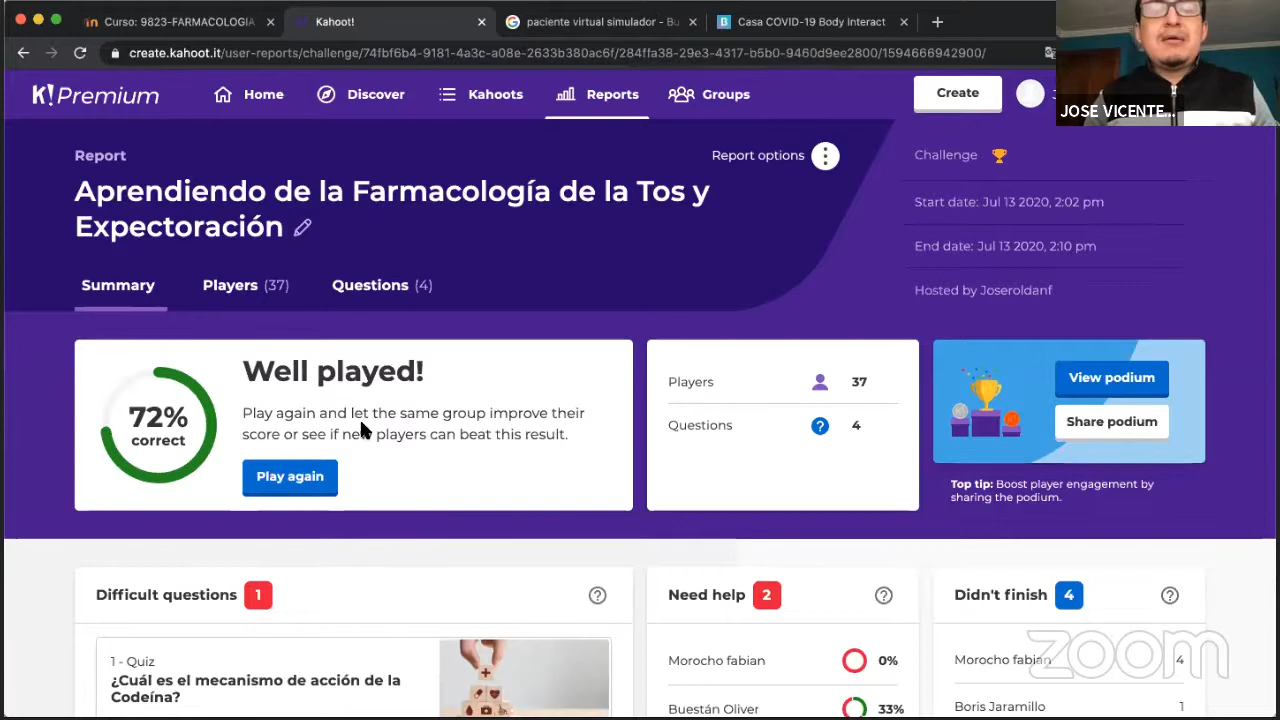 Curso: 9823-FARMACOLOGIA
Kahoot!
paciente virtual simulador - Bu
Casa COVID-19 Body Interact
create.kahoot.it/user-reports/challenge/74fbf6b4-9181-4a3c-a08e-2633b380ac6f/284ffa38-29e3-4317-b5b0-9460d9ee2800/1594666942900/
K! Premium
Home
Discover
Kahoots
Reports
Groups
Create
JOSE VICENTE...
Report
Report options
Aprendiendo de la Farmacología de la Tos y
Expectoración
Summary
Players (37)
Questions (4)
Challenge
Start date: Jul 13 2020, 2:02 pm
End date: Jul 13 2020, 2:10 pm
Hosted by Joseroldanf
72%
correct
Well played!
Play again and let the same group improve their
score or see if new players can beat this result.
Play again
Players 37
Questions 4
View podium
Share podium
Top tip: Boost player engagement by
sharing the podium.
Difficult questions 1
1 - Quiz
¿Cuál es el mecanismo de acción de la
Codeína?
Need help 2
Morocho fabian 0%
Buestán Oliver 33%
Didn't finish 4
Morocho fabian 4
Boris Jaramillo 1
zoom